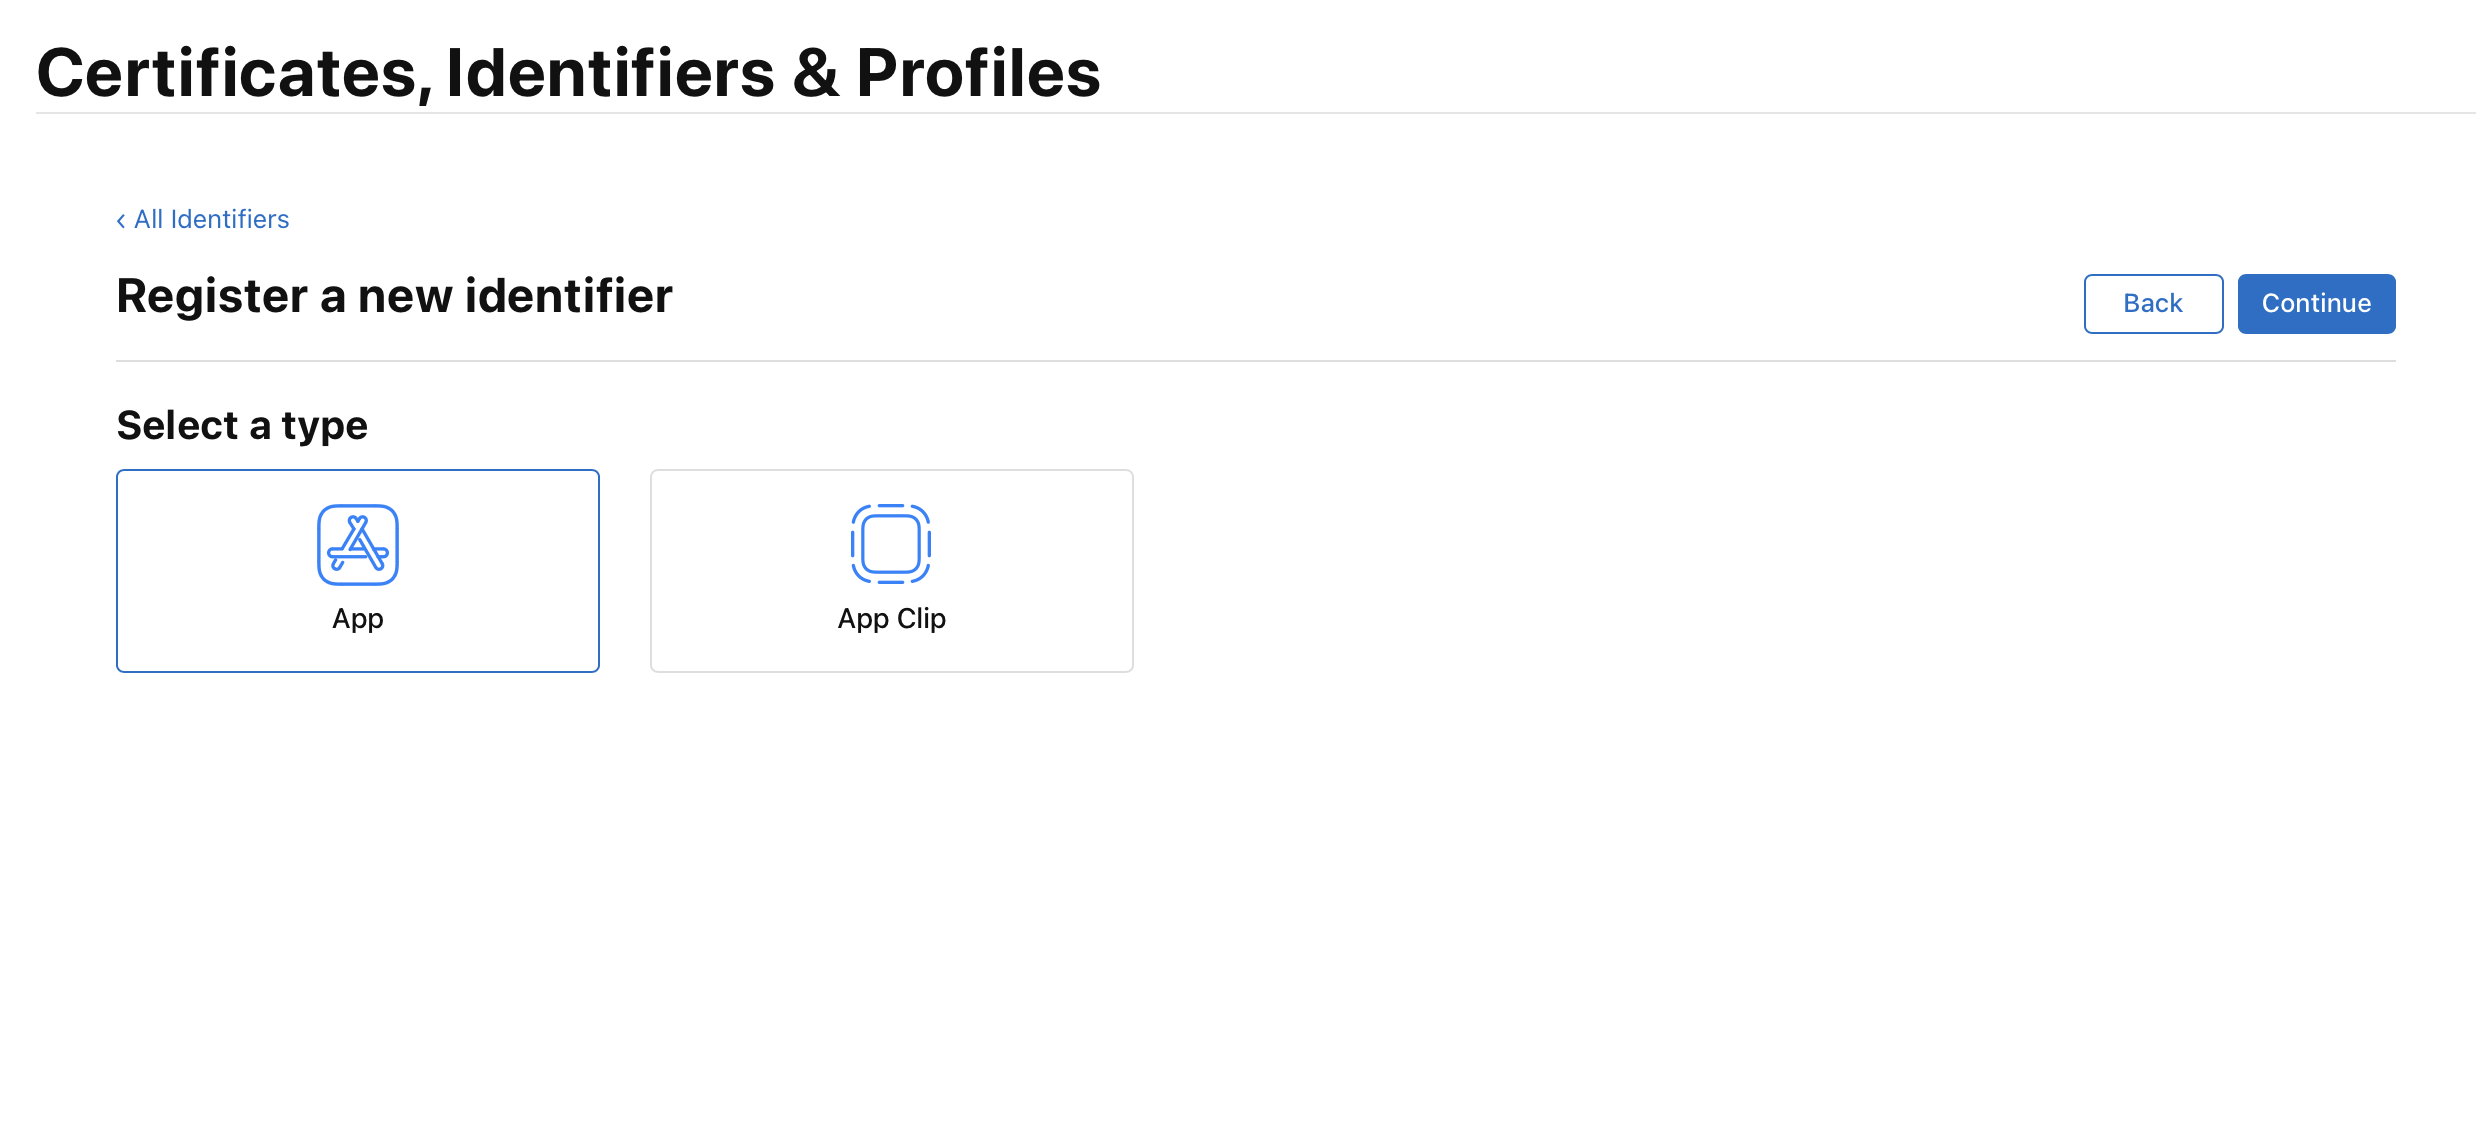 Certificates, Identifiers & Profiles
‹ All Identifiers
Register a new identifier
Back
Continue
Select a type
App
App Clip